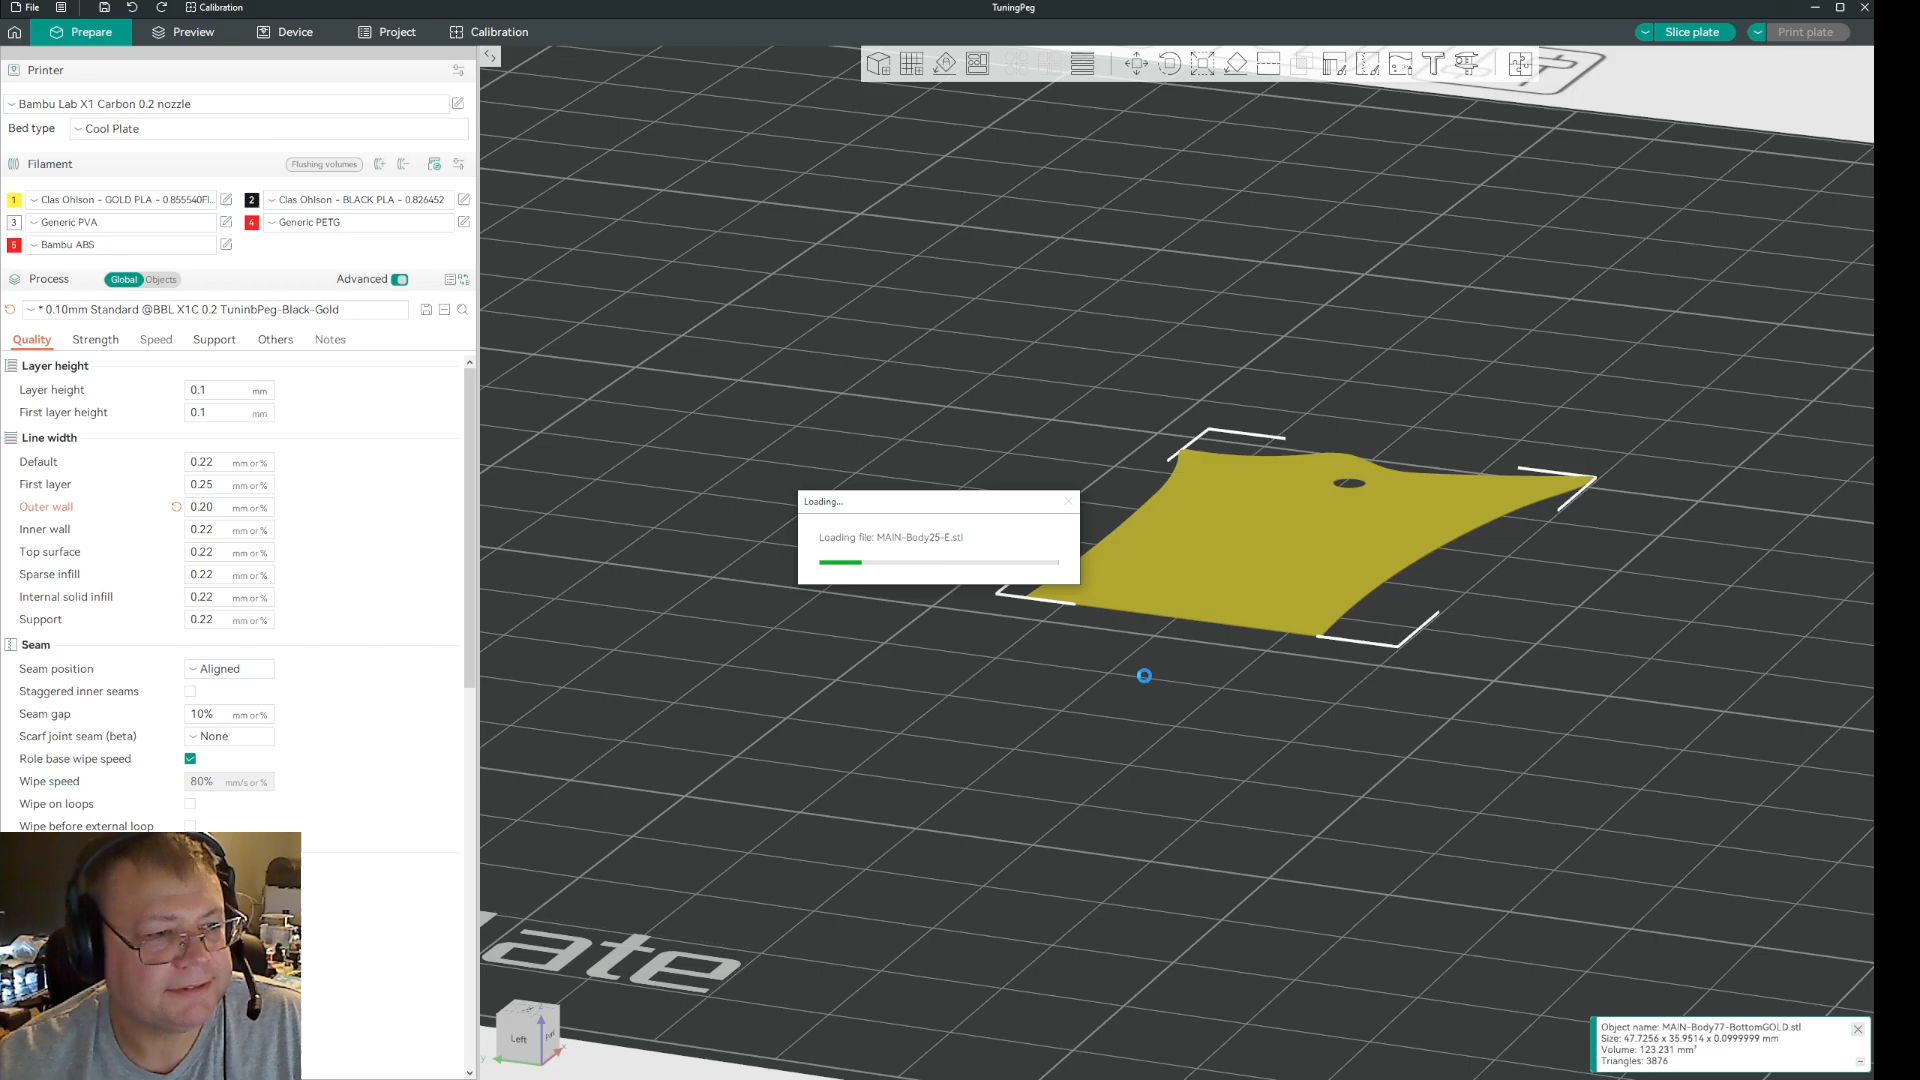 File
Calibration
TuningPeg
Prepare
Preview
Device
Project
Calibration
Slice plate
Print plate
Printer
Bambu Lab X1 Carbon 0.2 nozzle
Bed type
Cool Plate
Filament
Flushing volumes
1 Clas Ohlson - GOLD PLA - 0.855540Fl...
2 Clas Ohlson - BLACK PLA - 0.826452
3 Generic PVA
4 Generic PETG
5 Bambu ABS
Process
Global Objects
Advanced
* 0.10mm Standard @BBL X1C 0.2 TuninbPeg-Black-Gold
Quality Strength Speed Support Others Notes
Layer height
Layer height 0.1 mm
First layer height 0.1 mm
Line width
Default 0.22 mm or %
First layer 0.25 mm or %
Outer wall 0.20 mm or %
Inner wall 0.22 mm or %
Top surface 0.22 mm or %
Sparse infill 0.22 mm or %
Internal solid infill 0.22 mm or %
Support 0.22 mm or %
Seam
Seam position Aligned
Staggered inner seams
Seam gap 10% mm or %
Scarf joint seam (beta) None
Role base wipe speed
Wipe speed 80% mm/s or %
Wipe on loops
Wipe before external loop
Loading...
Loading file: MAIN-Body25-E.stl
ate
Left
y
x
Object name: MAIN-Body77-BottomGOLD.stl
Size: 47.7256 x 35.9514 x 0.0999999 mm
Volume: 123.231 mm³
Triangles: 3876